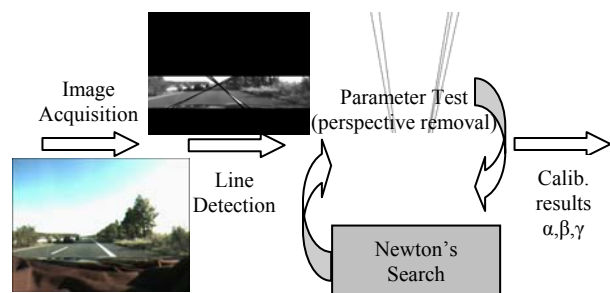 Image
Acquisition
Line
Detection
Parameter Test
(perspective removal)
Newton's
Search
Calib.
results
α,β,γ